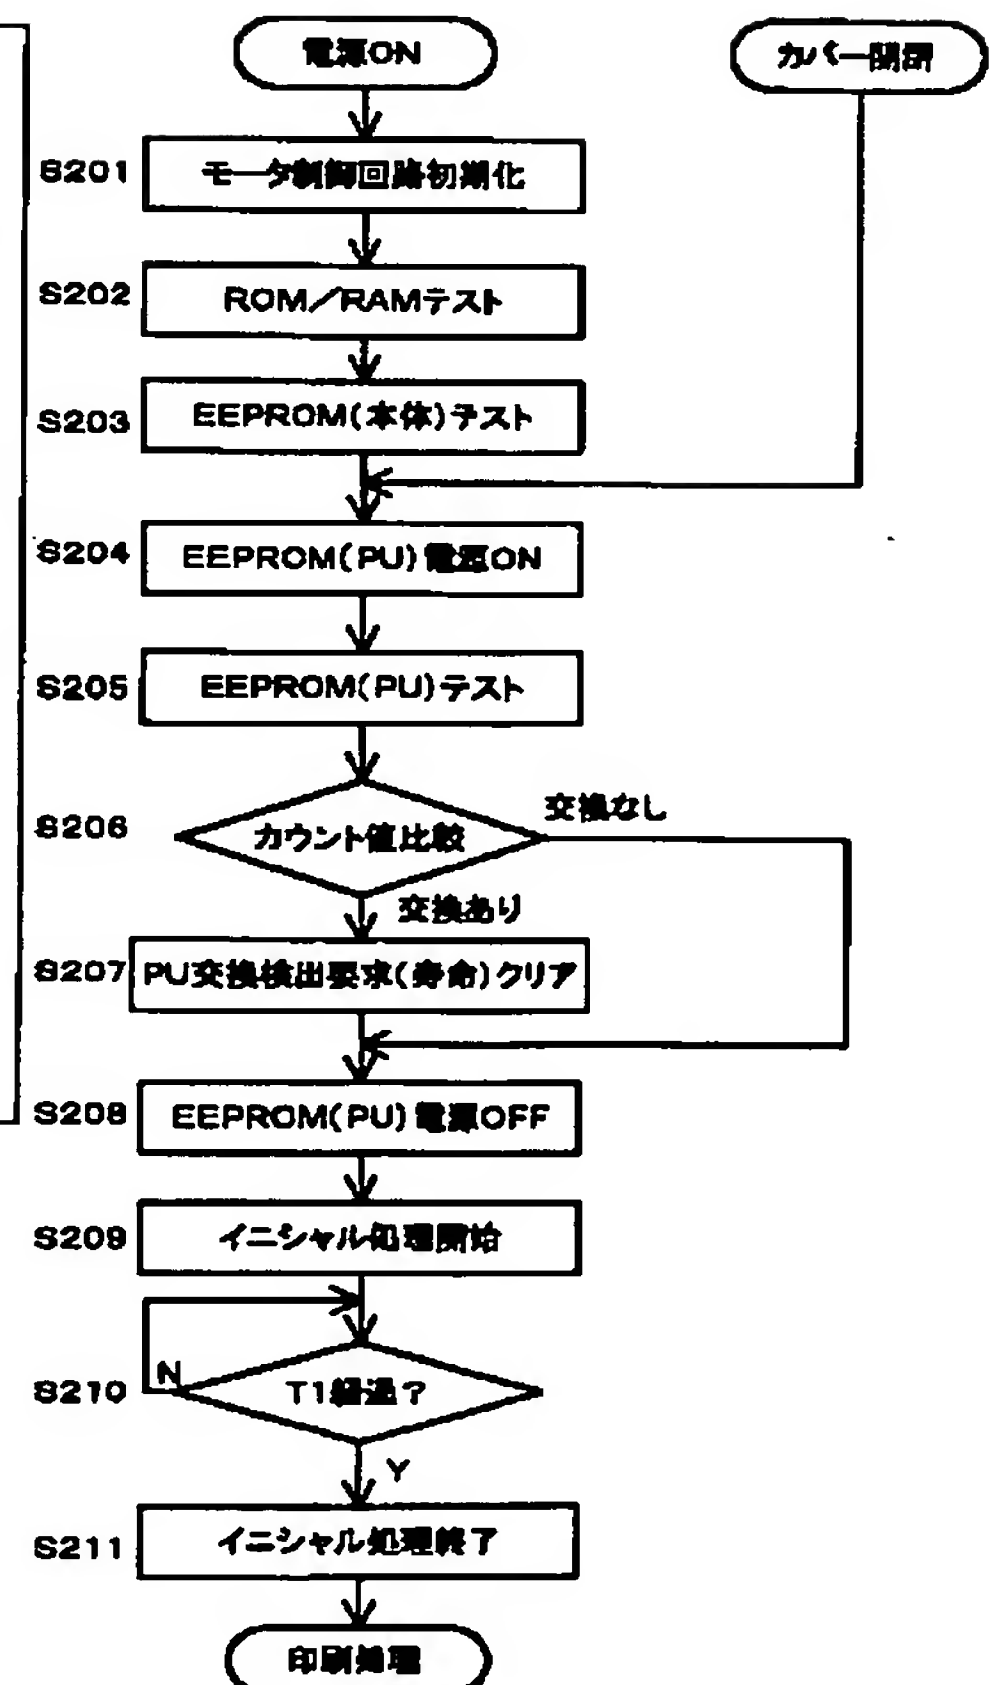 電源ON
カバー開閉
S201 モータ制御回路初期化
S202 ROM／RAMテスト
S203 EEPROM(本体)テスト
S204 EEPROM(PU)電源ON
S205 EEPROM(PU)テスト
S206 カウント値比較
交換なし
交換あり
S207 PU交換検出要求(寿命)クリア
S208 EEPROM(PU)電源OFF
S209 イニシャル処理開始
N
S210 T1経過？
Y
S211 イニシャル処理終了
印刷処理